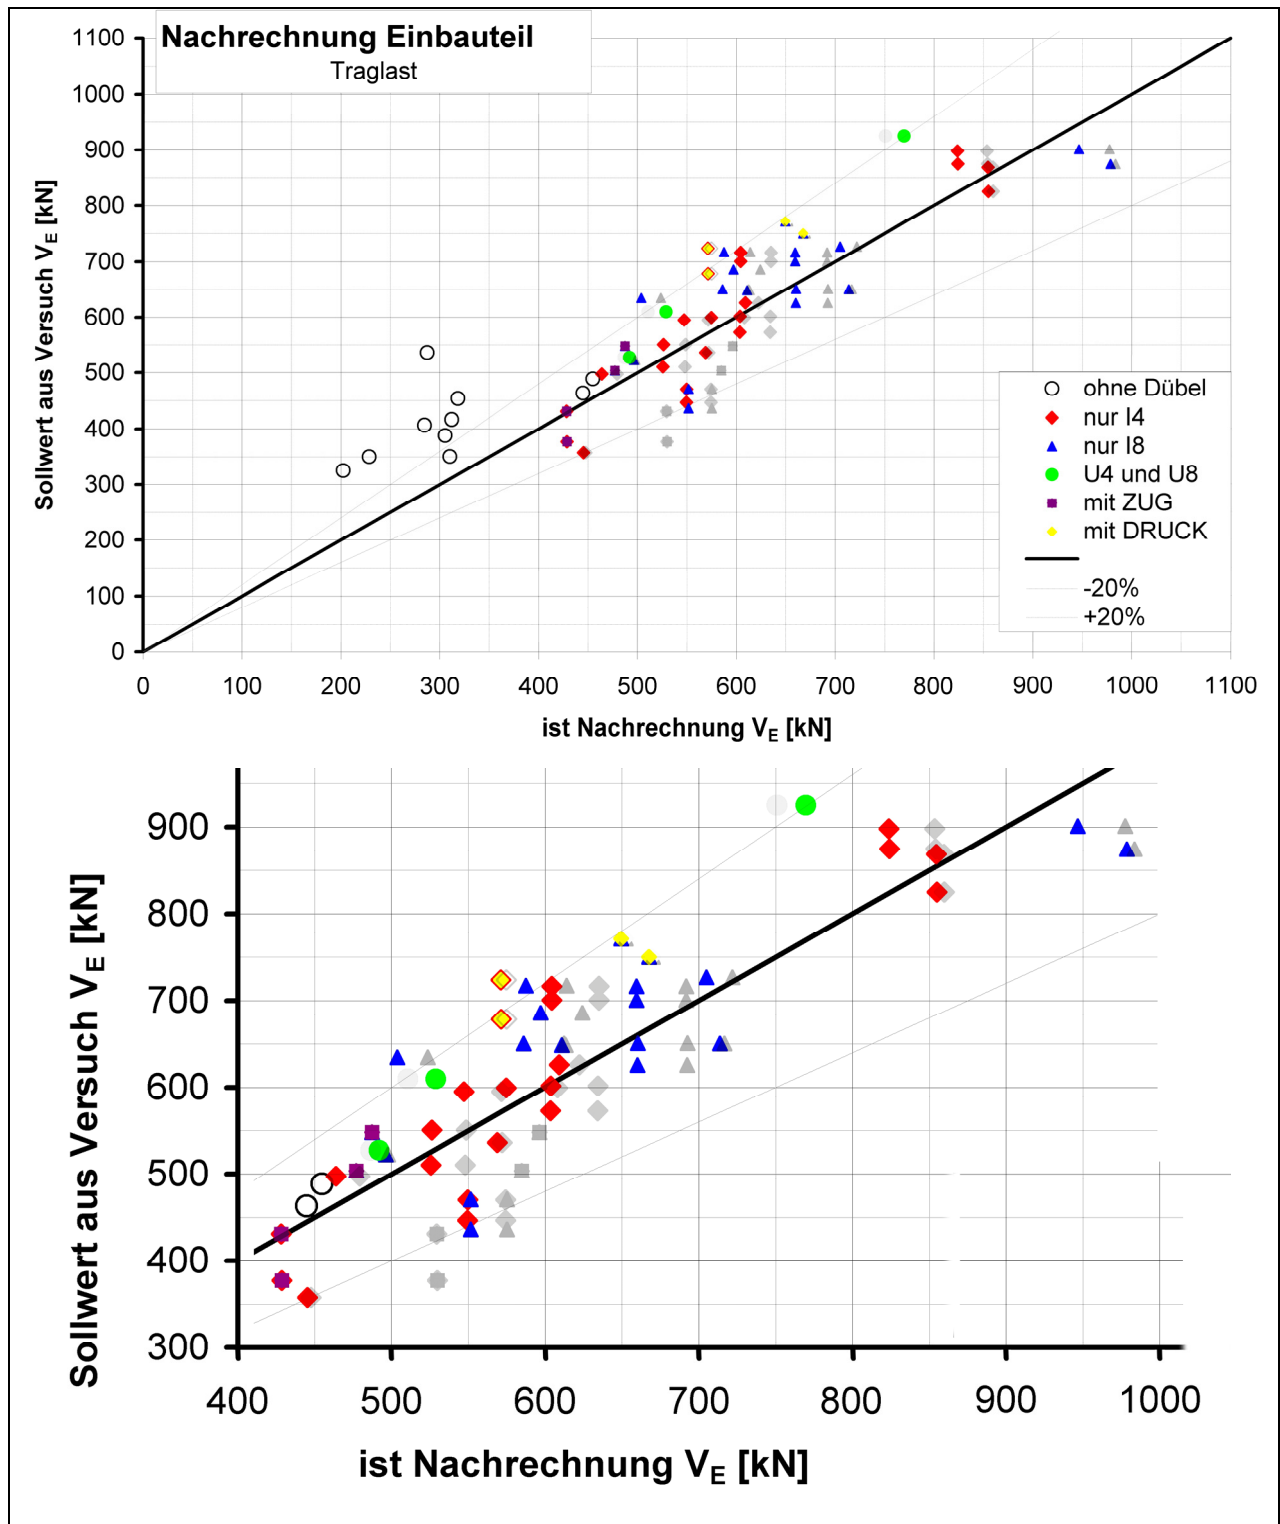 Nachrechnung Einbauteil
Traglast
1100
1000
900
800
700
600
500
400
300
200
100
0
Sollwert aus Versuch VE [kN]
ohne Dübel
nur I4
nur I8
U4 und U8
mit ZUG
mit DRUCK
-20%
+20%
0 100 200 300 400 500 600 700 800 900 1000 1100
ist Nachrechnung VE [kN]
900
800
700
600
500
400
300
Sollwert aus Versuch VE [kN]
400 500 600 700 800 900 1000
ist Nachrechnung VE [kN]